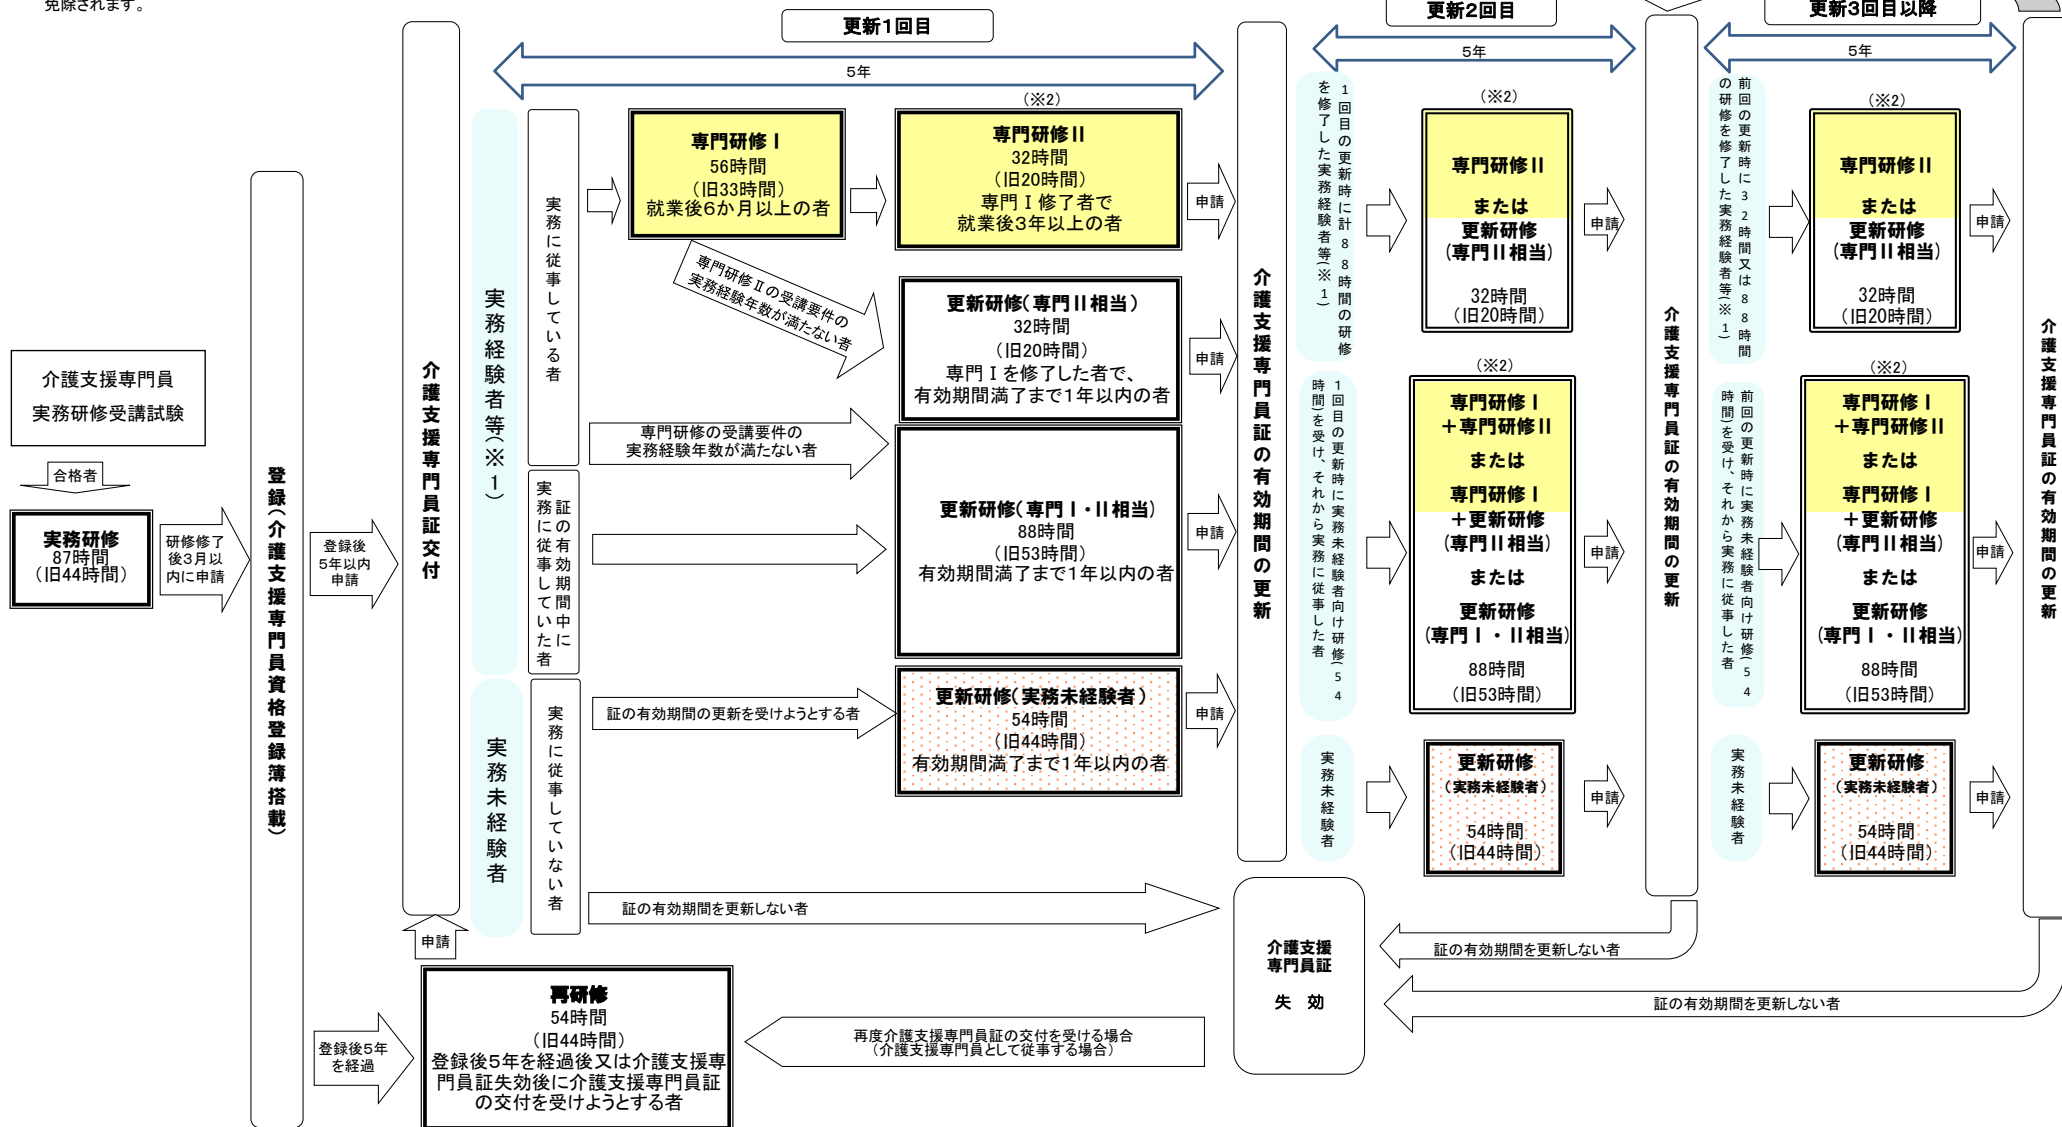 免除されます。
更新1回目
更新2回目
更新3回目以降
5年
5年
5年
介護支援専門員
実務研修受講試験
合格者
実務研修
87時間
（旧44時間）
研修修了
後3月以
内に申請
登録（介護支援専門員資格登録簿搭載）
登録後
5年以内
申請
登録後5年
を経過
介護支援専門員証交付
申請
再研修
54時間
（旧44時間）
登録後5年を経過後又は介護支援専
門員証失効後に介護支援専門員証
の交付を受けようとする者
実務経験者等（※1）
実務未経験者
実務に従事している者
証の有効期間中に
実務に従事していた者
実務に従事していない者
専門研修Ⅰ
56時間
（旧33時間）
就業後6か月以上の者
（※2）
専門研修Ⅱ
32時間
（旧20時間）
専門Ⅰ修了者で
就業後3年以上の者
申請
専門研修Ⅱの受講要件の
実務経験年数が満たない者
更新研修（専門Ⅱ相当）
32時間
（旧20時間）
専門Ⅰを修了した者で、
有効期間満了まで1年以内の者
申請
専門研修の受講要件の
実務経験年数が満たない者
更新研修（専門Ⅰ・Ⅱ相当）
88時間
（旧53時間）
有効期間満了まで1年以内の者
申請
証の有効期間の更新を受けようとする者
更新研修（実務未経験者）
54時間
（旧44時間）
有効期間満了まで1年以内の者
申請
証の有効期間を更新しない者
再度介護支援専門員証の交付を受ける場合
（介護支援専門員として従事する場合）
介護支援専門員証の有効期間の更新
介護支援
専門員証
失　効
1回目の更新時に計88時間の研修
を修了した実務経験者等（※1）
（※2）
専門研修Ⅱ
または
更新研修
（専門Ⅱ相当）
32時間
（旧20時間）
申請
1回目の更新時に実務未経験者向け研修（54
時間）を受け、それから実務に従事した者
（※2）
専門研修Ⅰ
＋専門研修Ⅱ
または
専門研修Ⅰ
＋更新研修
（専門Ⅱ相当）
または
更新研修
（専門Ⅰ・Ⅱ相当）
88時間
（旧53時間）
申請
実務未経験者
更新研修
（実務未経験者）
54時間
（旧44時間）
申請
介護支援専門員証の有効期間の更新
証の有効期間を更新しない者
前回の更新時に32時間又は88時間
の研修を修了した実務経験者等（※1）
（※2）
専門研修Ⅱ
または
更新研修
（専門Ⅱ相当）
32時間
（旧20時間）
申請
前回の更新時に実務未経験者向け研修（54
時間）を受け、それから実務に従事した者
（※2）
専門研修Ⅰ
＋専門研修Ⅱ
または
専門研修Ⅰ
＋更新研修
（専門Ⅱ相当）
または
更新研修
（専門Ⅰ・Ⅱ相当）
88時間
（旧53時間）
申請
実務未経験者
更新研修
（実務未経験者）
54時間
（旧44時間）
申請
介護支援専門員証の有効期間の更新
証の有効期間を更新しない者